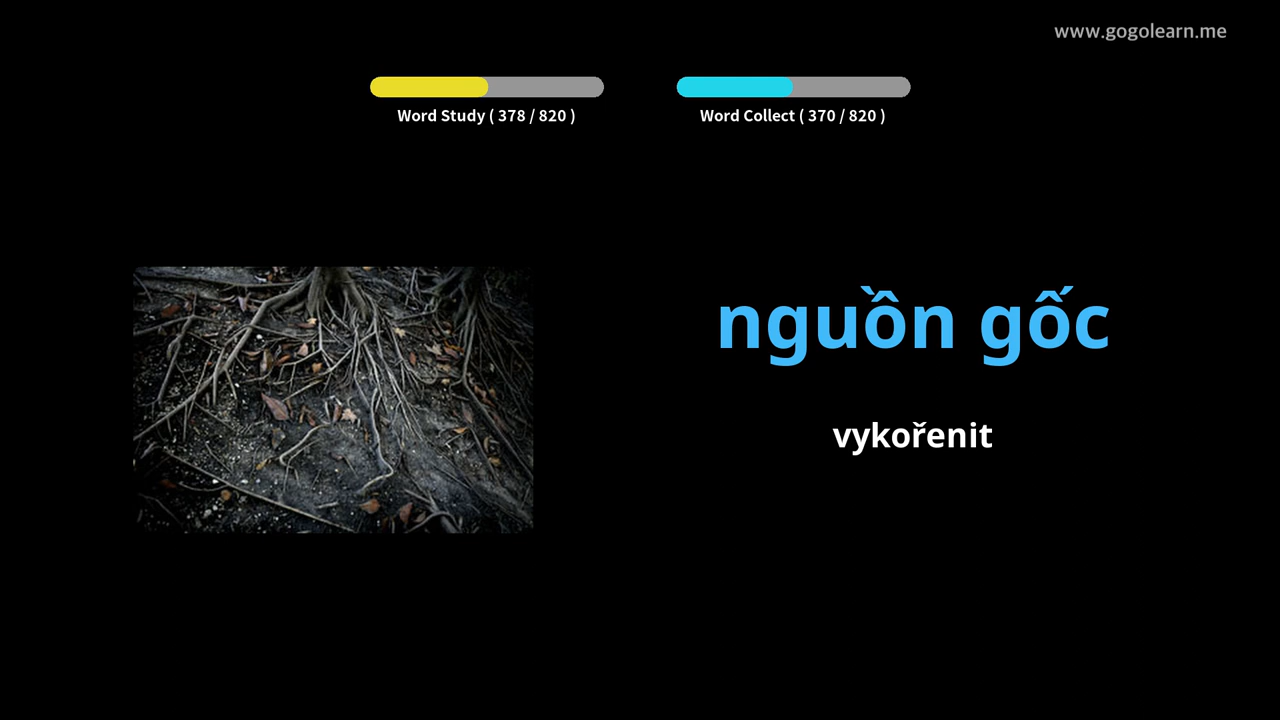 www.gogolearn.me
Word Study ( 378 / 820 )
Word Collect ( 370 / 820 )
nguồn gốc
vykořenit